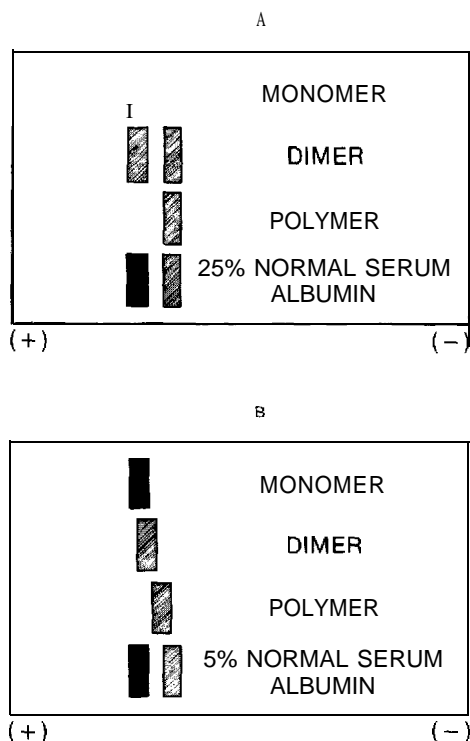 A
I
MONOMER
DIMER
POLYMER
25% NORMAL SERUM
ALBUMIN
(+) (−)
B
MONOMER
DIMER
POLYMER
5% NORMAL SERUM
ALBUMIN
(+) (−)